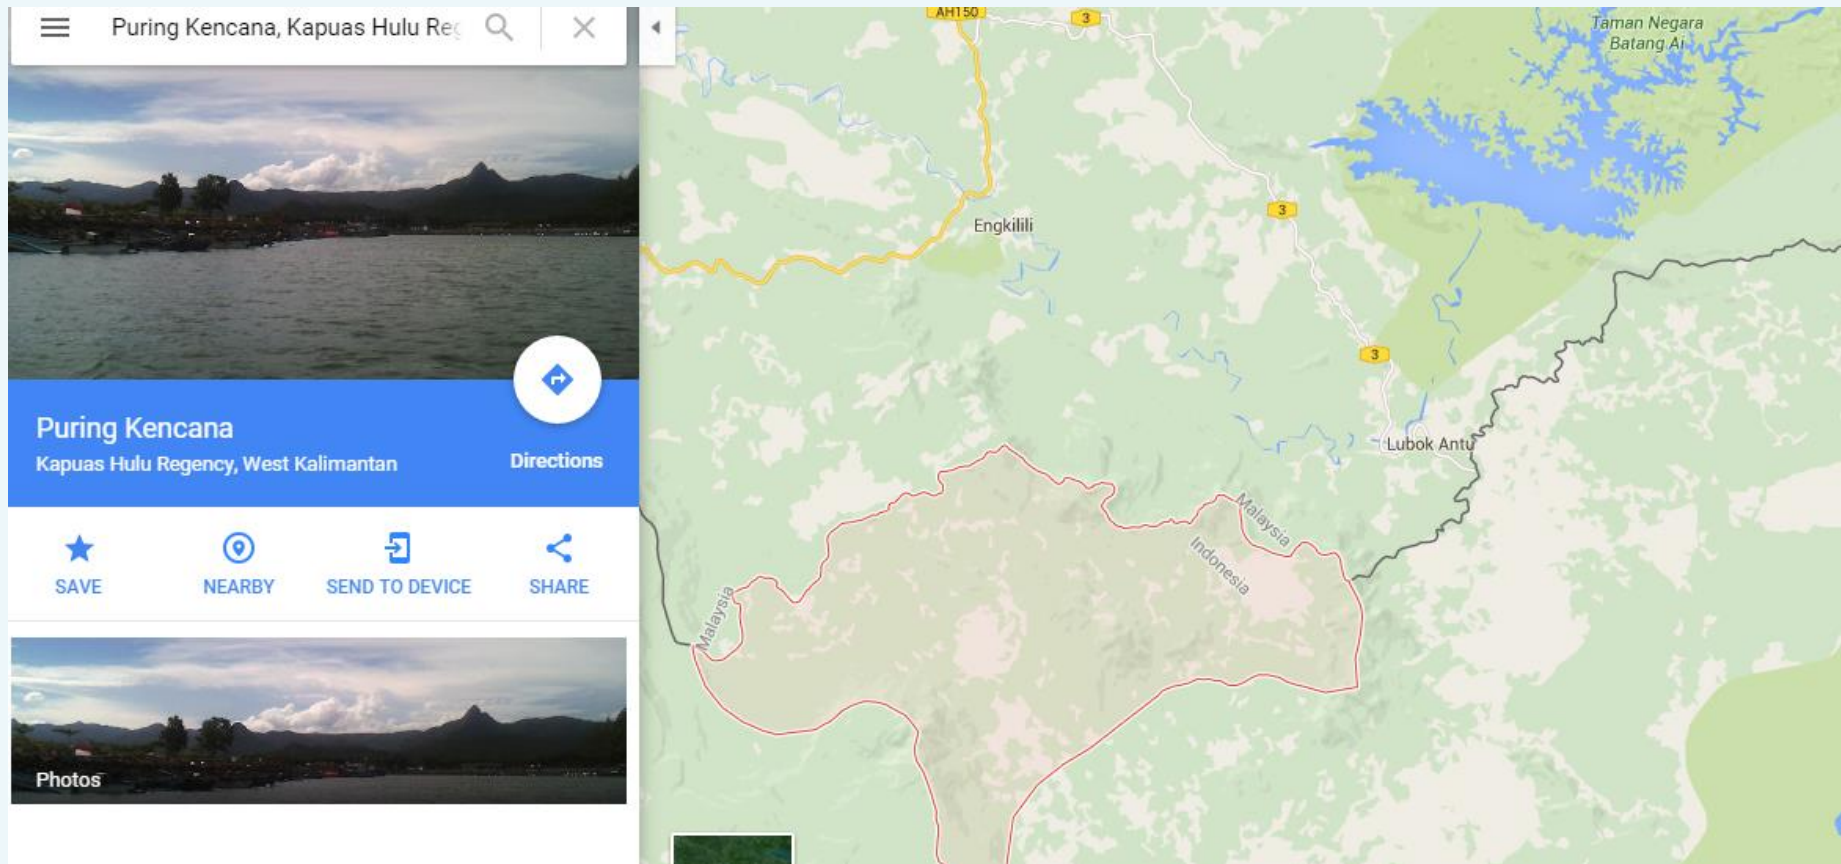 Puring Kencana, Kapuas Hulu Reg
Puring Kencana
Kapuas Hulu Regency, West Kalimantan
Directions
SAVE
NEARBY
SEND TO DEVICE
SHARE
Photos
AH150
3
Taman Negara
Batang Ai
3
Engkilili
3
Lubok Antu
Malaysia
Indonesia
Malaysia